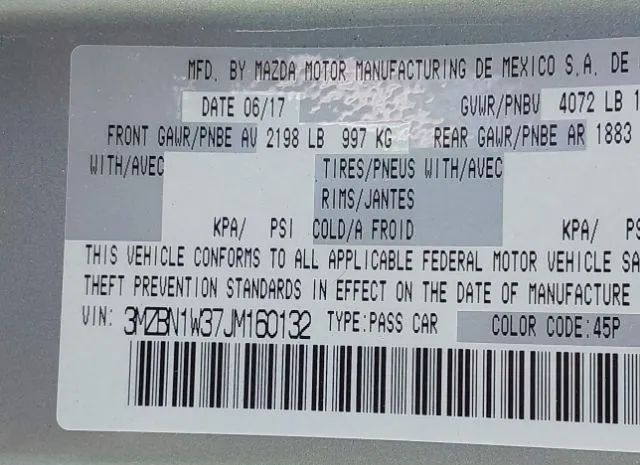 MFD. BY MAZDA MOTOR MANUFACTURING DE MEXICO S.A. DE
DATE 06/17 GVWR/PNBV 4072 LB
FRONT GAWR/PNBE AV 2198 LB 997 KG REAR GAWR/PNBE AR 1883
WITH/AVEC TIRES/PNEUS WITH/AVEC
RIMS/JANTES
KPA/ PSI COLD/A FROID KPA/
THIS VEHICLE CONFORMS TO ALL APPLICABLE FEDERAL MOTOR VEHICLE
THEFT PREVENTION STANDARDS IN EFFECT ON THE DATE OF MANUFACTURE
VIN: 3MZBN1W37JM160132 TYPE:PASS CAR COLOR CODE:45P